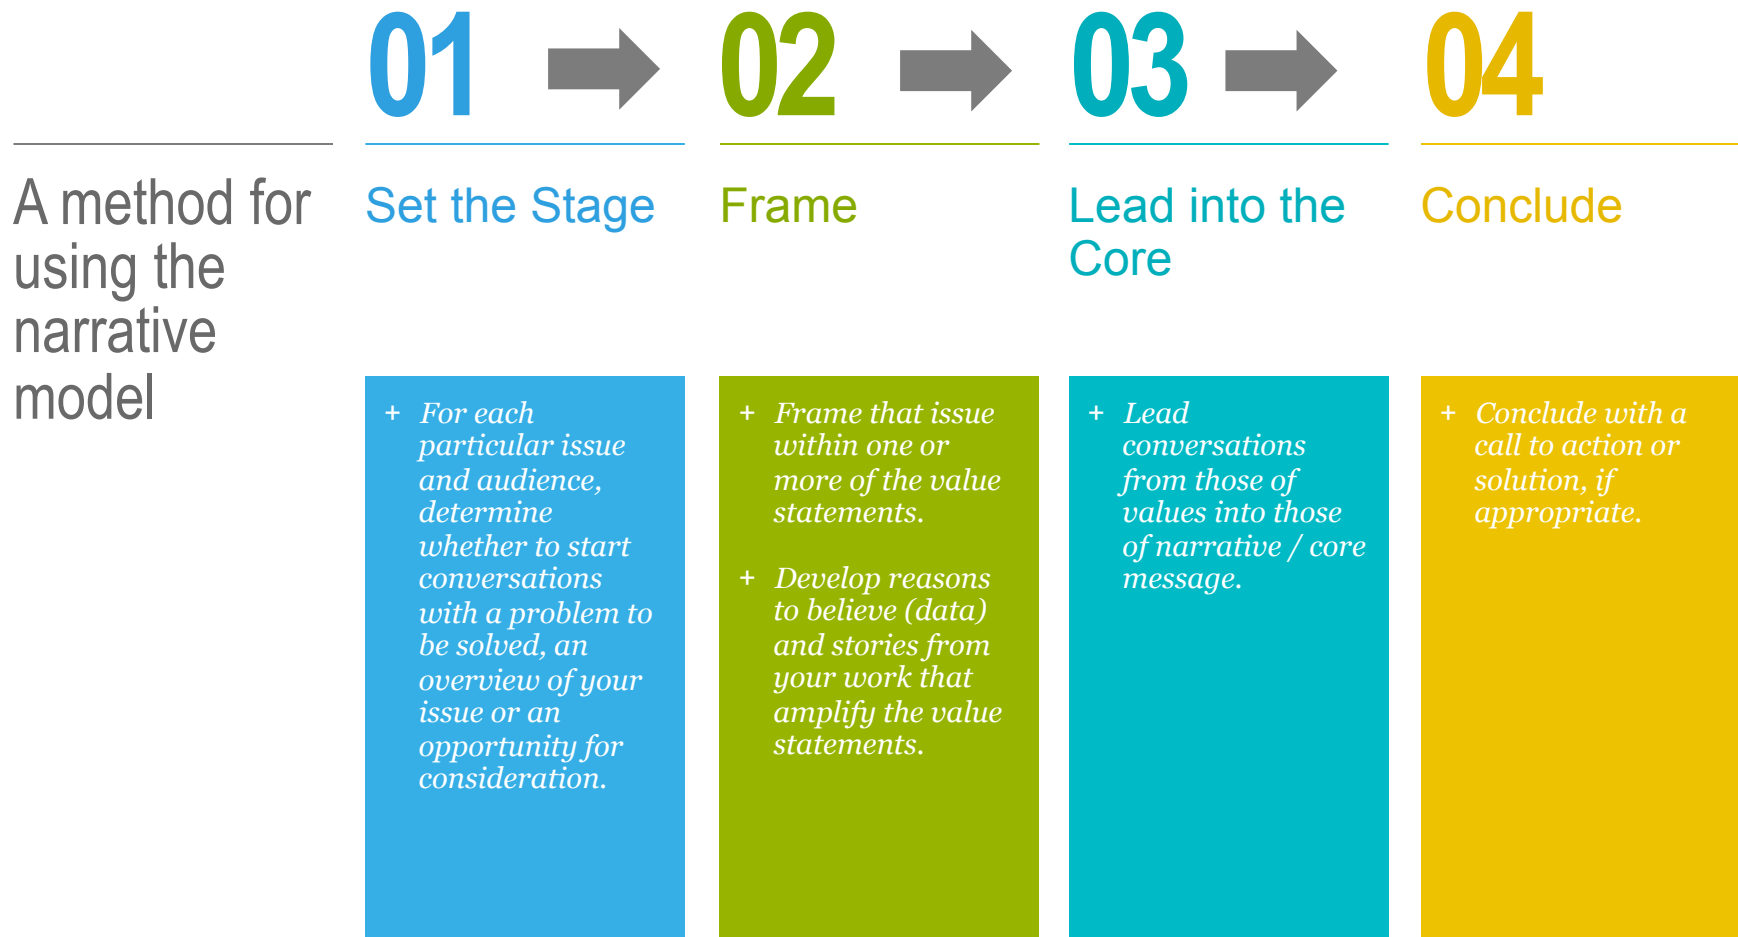 A method for
using the
narrative
model
01
Set the Stage
+ For each
particular issue
and audience,
determine
whether to start
conversations
with a problem to
be solved, an
overview of your
issue or an
opportunity for
consideration.
02
Frame
+ Frame that issue
within one or
more of the value
statements.
+ Develop reasons
to believe (data)
and stories from
your work that
amplify the value
statements.
03
Lead into the
Core
+ Lead
conversations
from those of
values into those
of narrative / core
message.
04
Conclude
+ Conclude with a
call to action or
solution, if
appropriate.